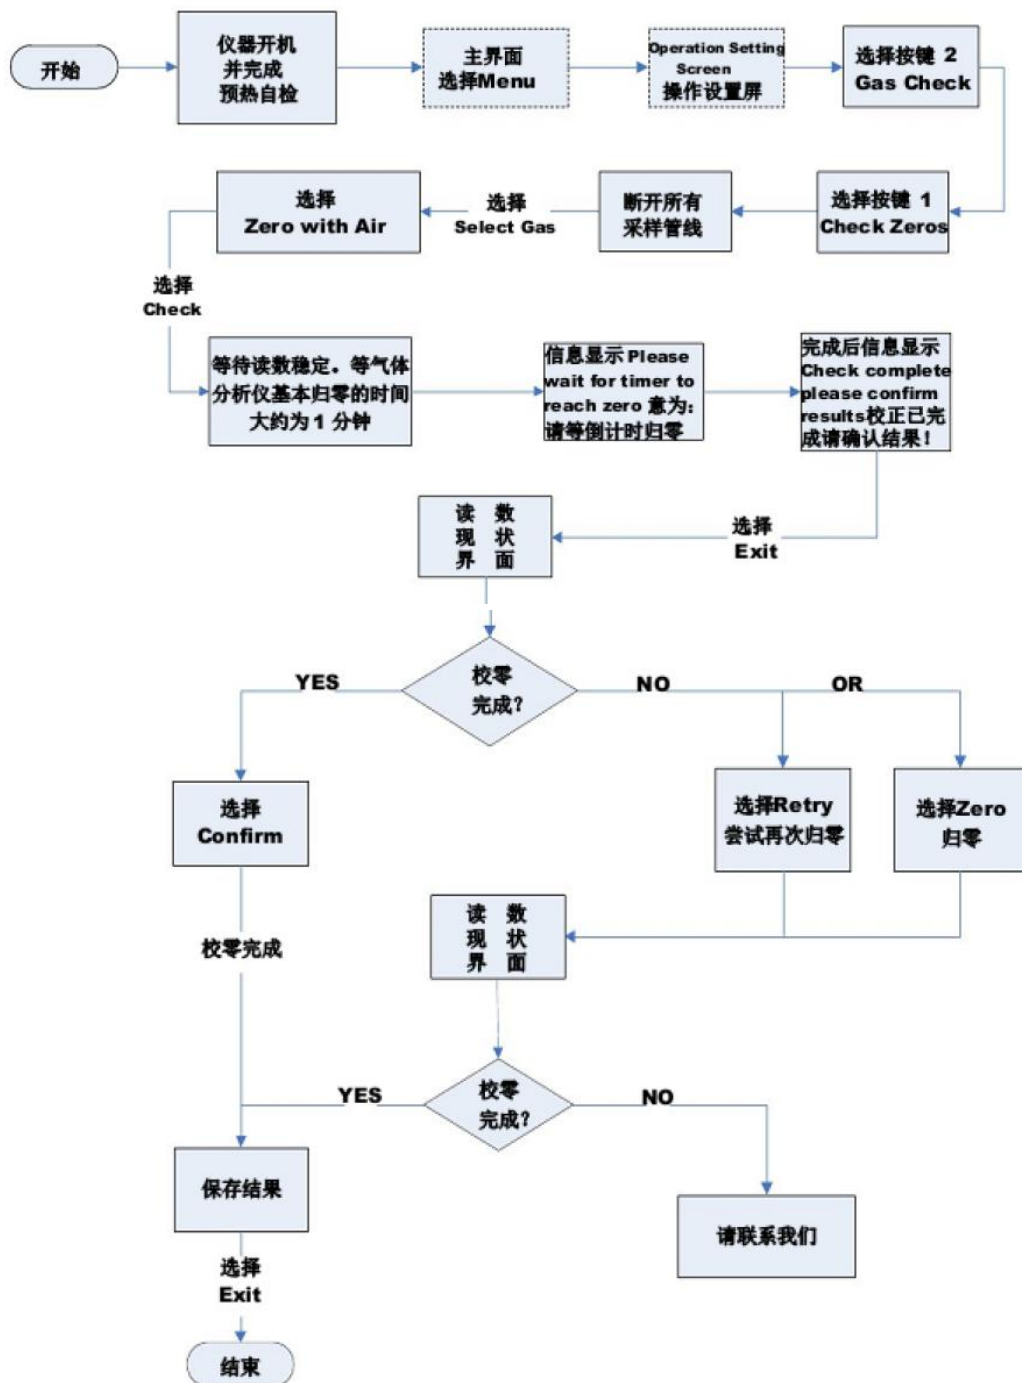 开始
仪器开机
并完成
预热自检
主界面
选择Menu
Operation Setting
Screen
操作设置屏
选择按键 2
Gas Check
选择按键 1
Check Zeros
断开所有
采样管线
选择
Select Gas
选择
Zero with Air
选择
Check
等待读数稳定。等气体
分析仪基本归零的时间
大约为 1 分钟
信息显示 Please
wait for timer to
reach zero 意为：
请等倒计时归零
完成后信息显示
Check complete
please confirm
results校正已完
成请确认结果！
选择
Exit
读 数
现 状
界 面
校零
完成?
YES
NO
OR
选择
Confirm
选择Retry
尝试再次归零
选择Zero
归零
校零完成
读 数
现 状
界 面
校零
完成?
YES
NO
保存结果
请联系我们
选择
Exit
结束